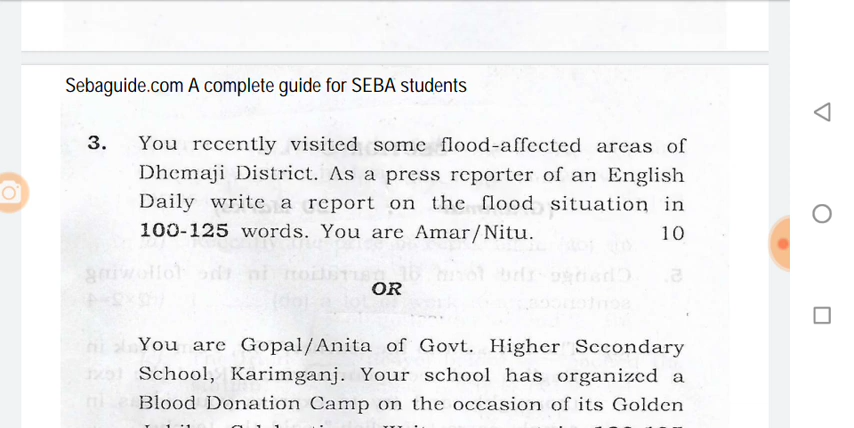 Sebaguide.com A complete guide for SEBA students
3. You recently visited some flood-affected areas of
Dhemaji District. As a press reporter of an English
Daily write a report on the flood situation in
100-125 words. You are Amar/Nitu. 10
OR
You are Gopal/Anita of Govt. Higher Secondary
School, Karimganj. Your school has organized a
Blood Donation Camp on the occasion of its Golden